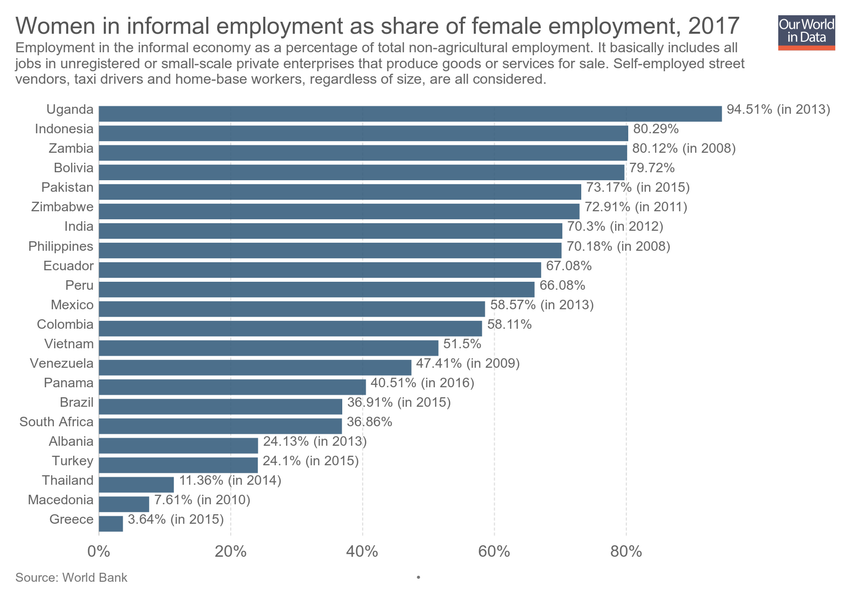 Women in informal employment as share of female employment, 2017
Our World
in Data
Employment in the informal economy as a percentage of total non-agricultural employment. It basically includes all
jobs in unregistered or small-scale private enterprises that produce goods or services for sale. Self-employed street
vendors, taxi drivers and home-base workers, regardless of size, are all considered.
Uganda 94.51% (in 2013)
Indonesia 80.29%
Zambia 80.12% (in 2008)
Bolivia 79.72%
Pakistan 73.17% (in 2015)
Zimbabwe 72.91% (in 2011)
India 70.3% (in 2012)
Philippines 70.18% (in 2008)
Ecuador 67.08%
Peru 66.08%
Mexico 58.57% (in 2013)
Colombia 58.11%
Vietnam 51.5%
Venezuela 47.41% (in 2009)
Panama 40.51% (in 2016)
Brazil 36.91% (in 2015)
South Africa 36.86%
Albania 24.13% (in 2013)
Turkey 24.1% (in 2015)
Thailand 11.36% (in 2014)
Macedonia 7.61% (in 2010)
Greece 3.64% (in 2015)
0% 20% 40% 60% 80%
Source: World Bank •